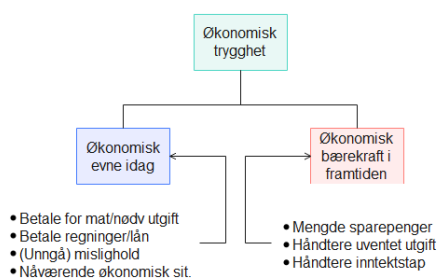 Økonomisk
trygghet
Økonomisk
evne idag
Økonomisk
bærekraft i
framtiden
• Betale for mat/nødv utgift
• Betale regninger/lån
• (Unngå) mislighold
• Nåværende økonomisk sit.
• Mengde sparepenger
• Håndtere uventet utgift
• Håndtere inntektstap